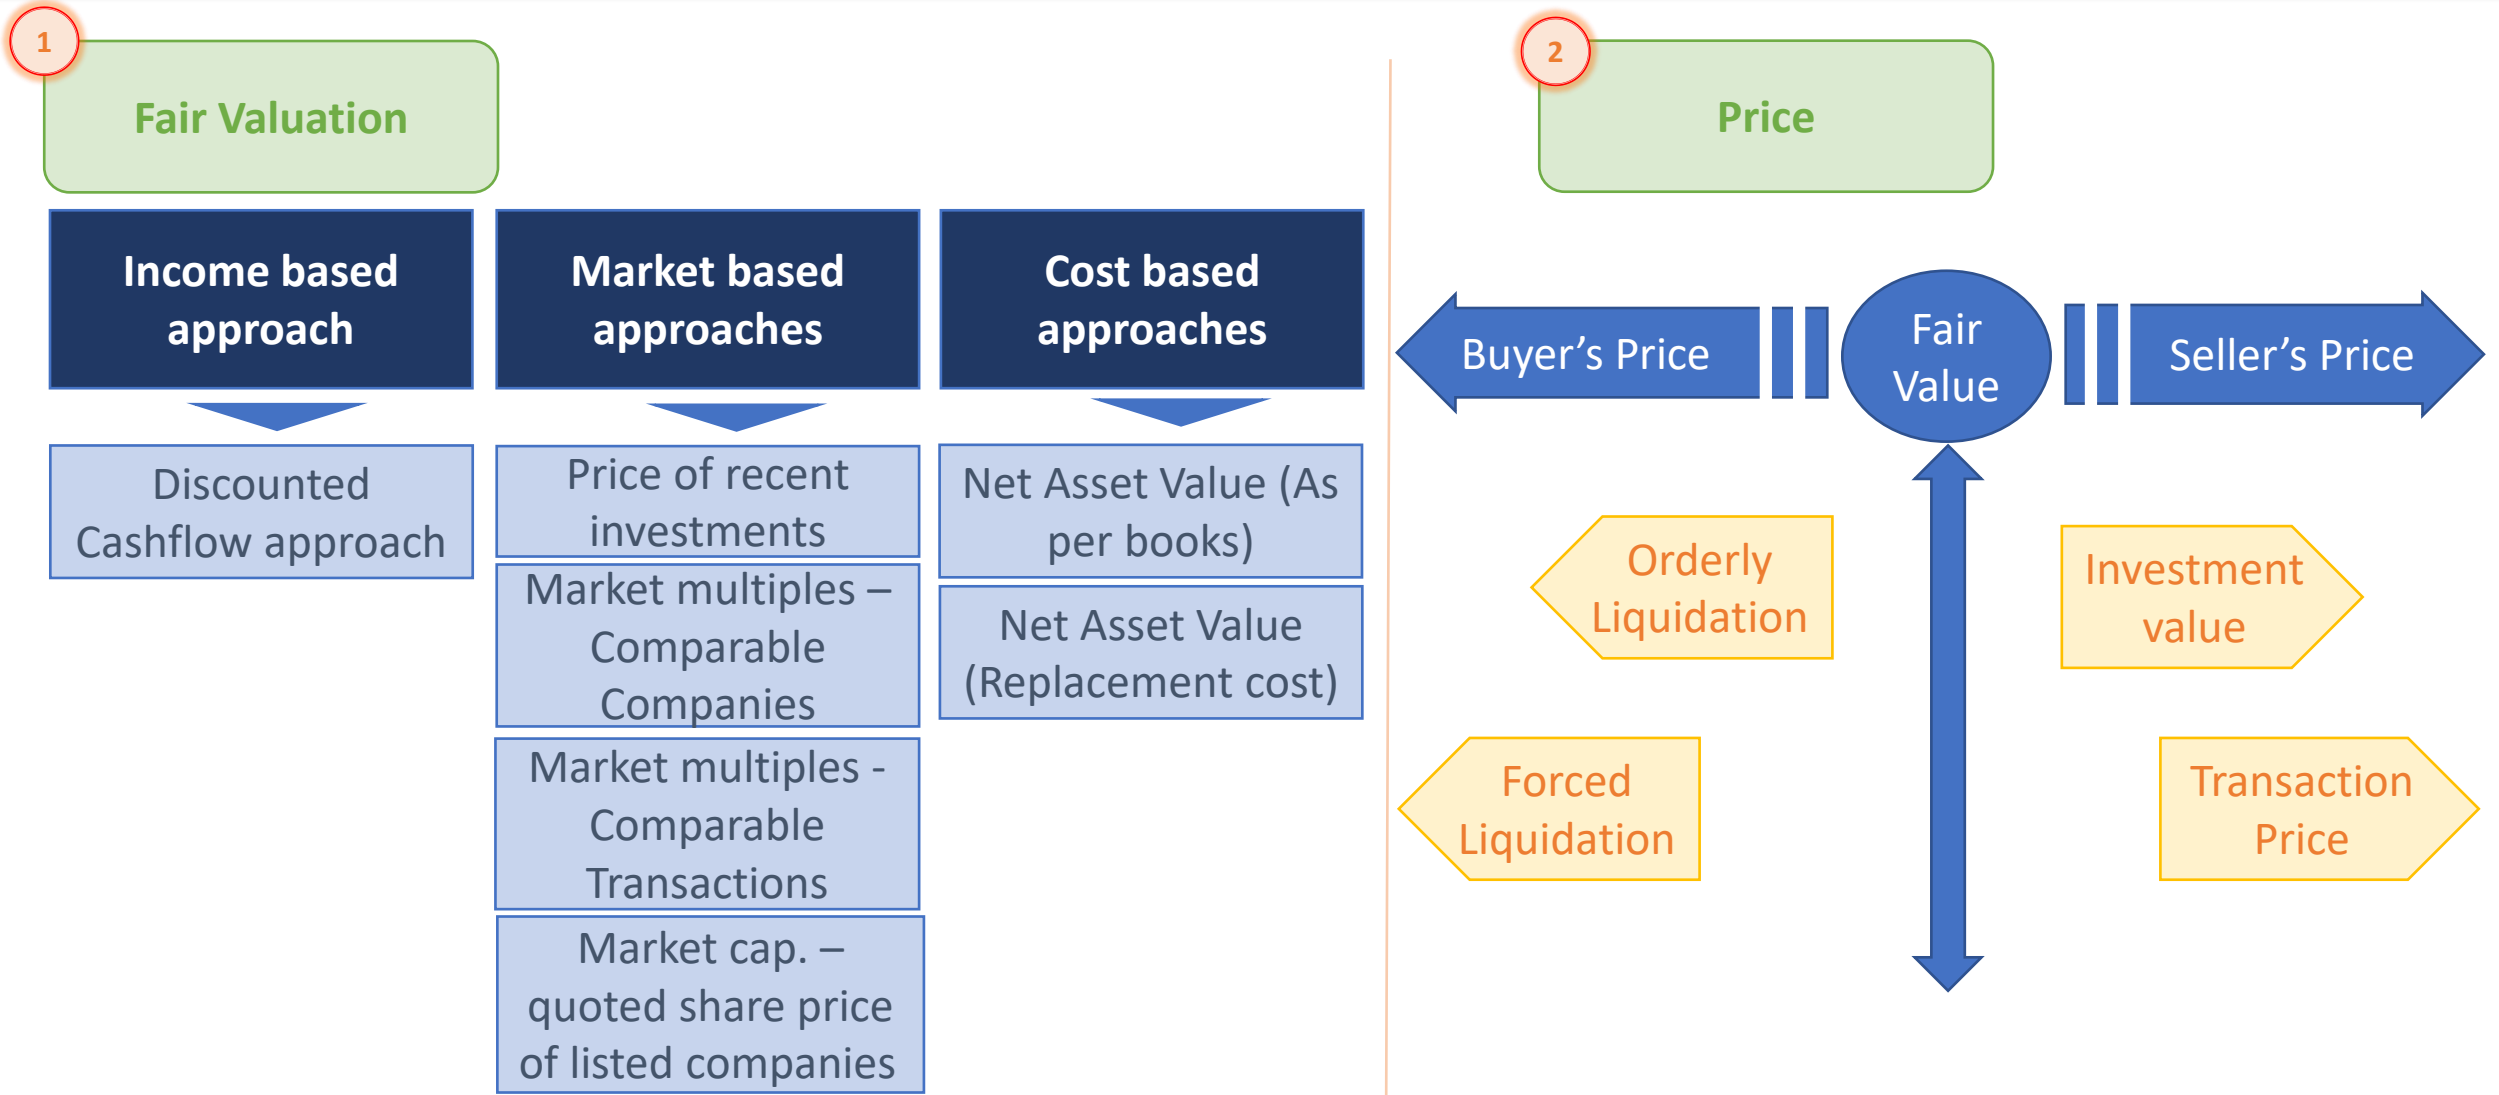 1
Fair Valuation
Income based
approach
Discounted
Cashflow approach
Market based
approaches
Price of recent
investments
Market multiples –
Comparable
Companies
Market multiples -
Comparable
Transactions
Market cap. –
quoted share price
of listed companies
Cost based
approaches
Net Asset Value (As
per books)
Net Asset Value
(Replacement cost)
2
Price
Buyer’s Price
Fair
Value
Seller’s Price
Orderly
Liquidation
Investment
value
Forced
Liquidation
Transaction
Price